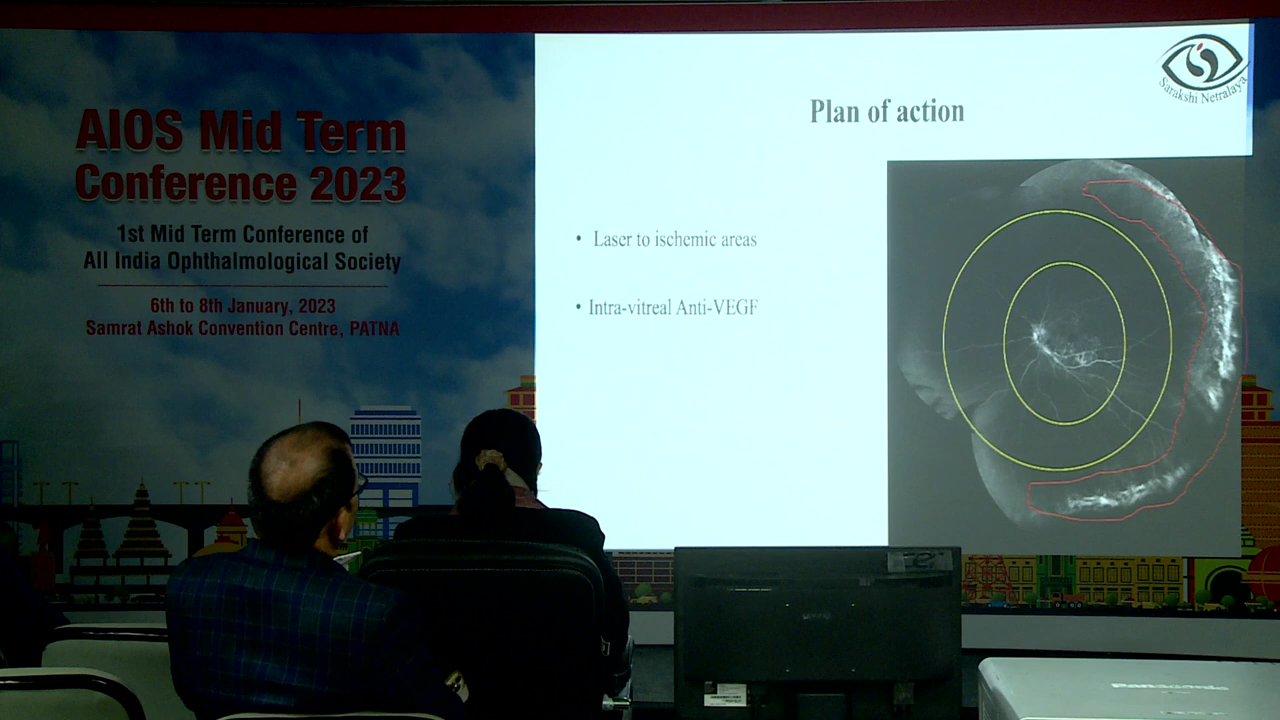 AIOS Mid Term
Conference 2023
1st Mid Term Conference of
All India Ophthalmological Society
6th to 8th January, 2023
Samrat Ashok Convention Centre, PATNA
Sarakshi Netralaya
Plan of action
• Laser to ischemic areas
• Intra-vitreal Anti-VEGF
Panasonic